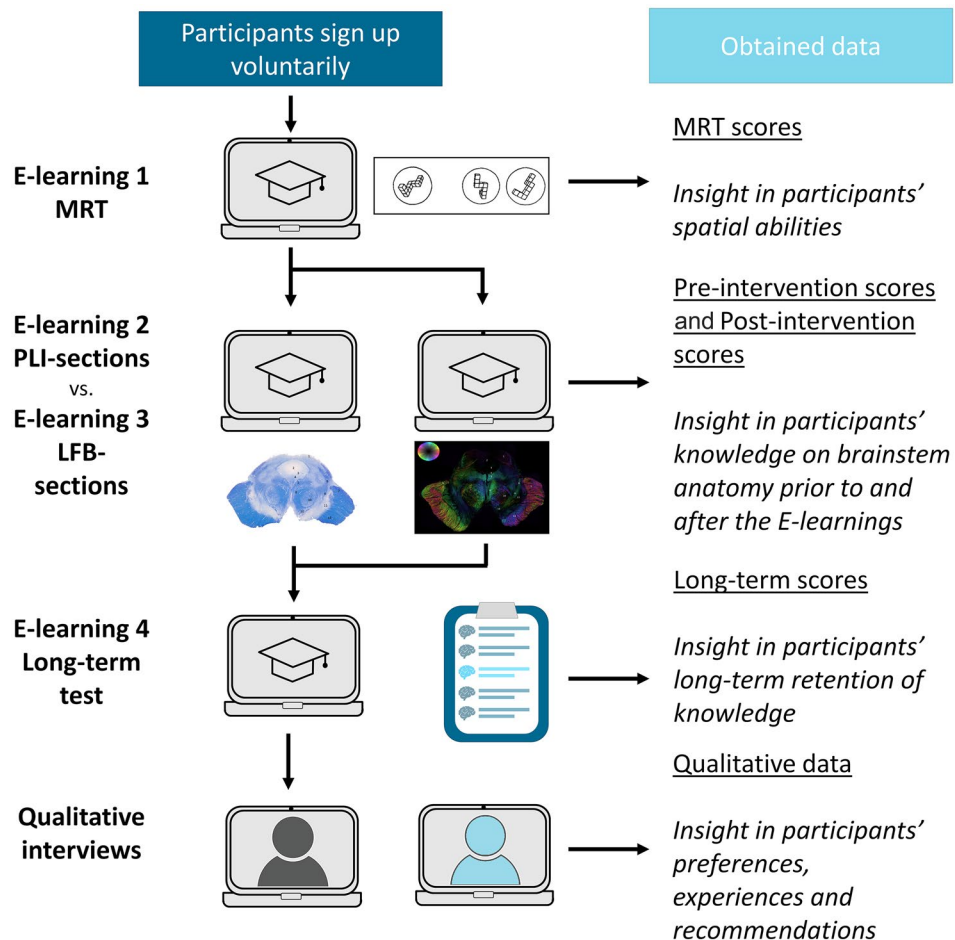 Participants sign up
voluntarily
Obtained data
E-learning 1
MRT
MRT scores
Insight in participants’
spatial abilities
E-learning 2
PLI-sections
vs.
E-learning 3
LFB-
sections
Pre-intervention scores
and Post-intervention
scores
Insight in participants’
knowledge on brainstem
anatomy prior to and
after the E-learnings
E-learning 4
Long-term
test
Long-term scores
Insight in participants’
long-term retention of
knowledge
Qualitative
interviews
Qualitative data
Insight in participants’
preferences,
experiences and
recommendations